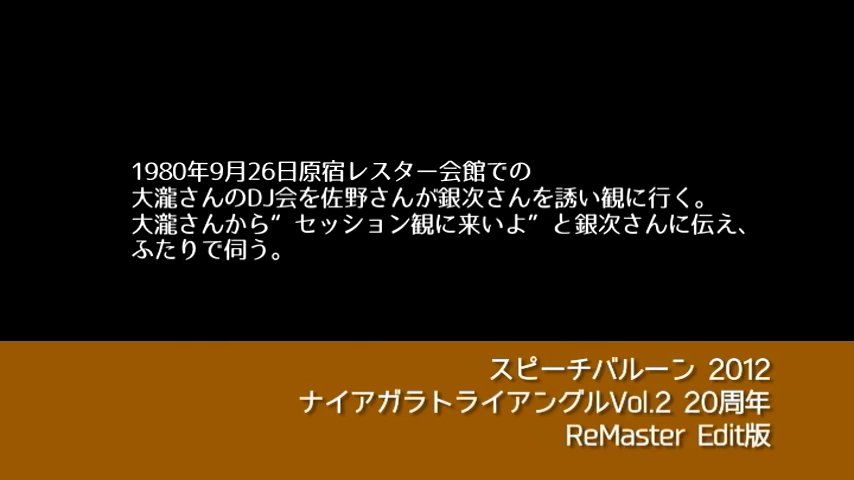 1980年9月26日原宿レスター会館での
大瀧さんのDJ会を佐野さんが銀次さんを誘い観に行く。
大瀧さんから”セッション観に来いよ”と銀次さんに伝え、
ふたりで伺う。
スピーチバルーン 2012
ナイアガラトライアングルVol.2 20周年
ReMaster Edit版